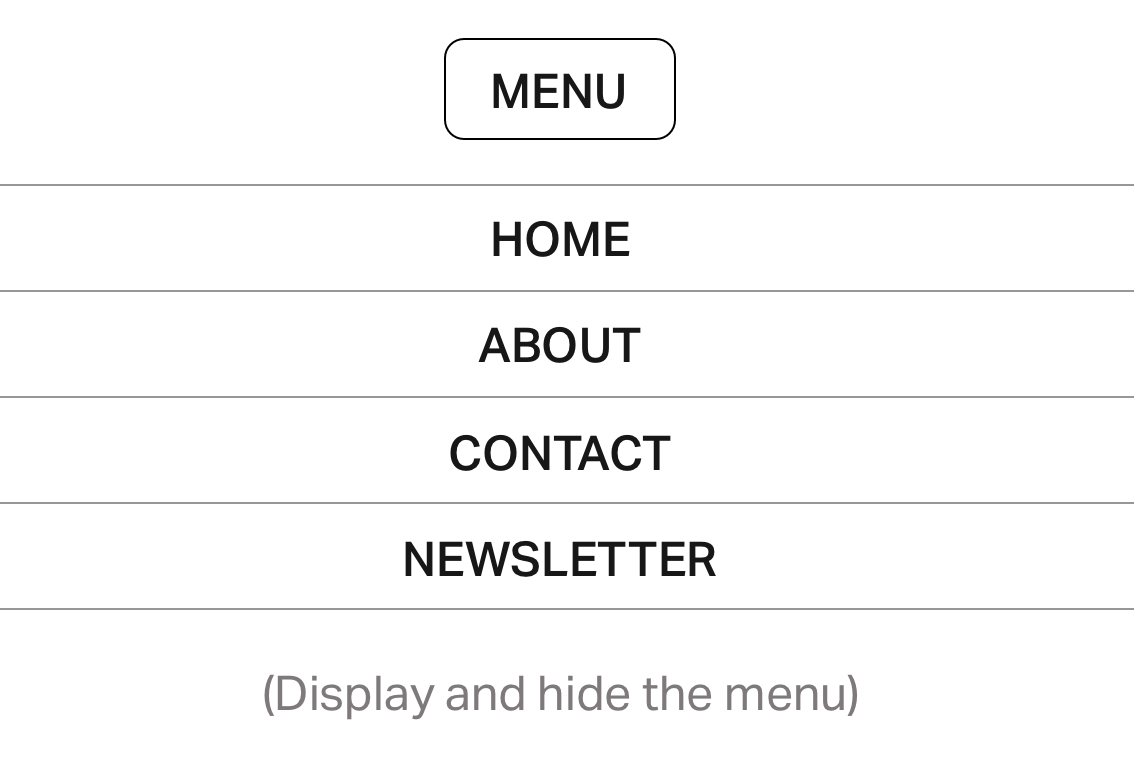 MENU
HOME
ABOUT
CONTACT
NEWSLETTER
(Display and hide the menu)